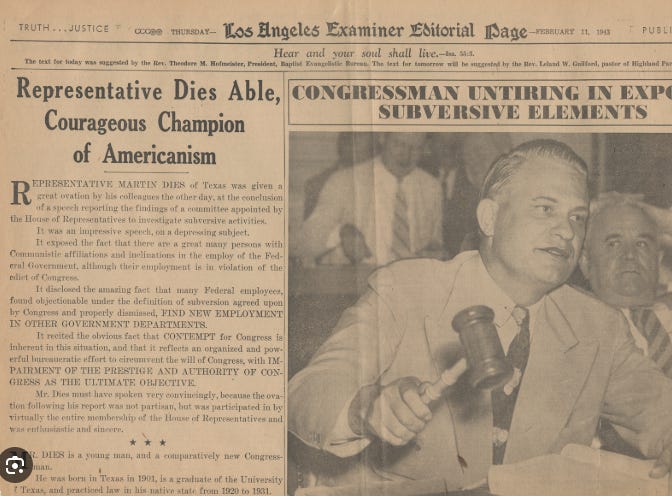 TRUTH...JUSTICE
THURSDAY—
Los Angeles Examiner Editorial Page
—FEBRUARY 11, 1943
PUBLI
Hear and your soul shall live.—Isa. 55:3.
The text for today was suggested by the Rev. Theodore M. Hofmeister, President, Baptist Evangelistic Bureau. The text for tomorrow will be suggested by the Rev. Leland W. Guilford, pastor of Highland Par
Representative Dies Able,
Courageous Champion
of Americanism
REPRESENTATIVE MARTIN DIES of Texas was given a
great ovation by his colleagues the other day, at the conclusion
of a speech reporting the findings of a committee appointed by
the House of Representatives to investigate subversive activities.
It was an impressive speech, on a depressing subject.
It exposed the fact that there are a great many persons with
Communistic affiliations and inclinations in the employ of the Fed-
eral Government, although their employment is in violation of the
edict of Congress.
It disclosed the amazing fact that many Federal employees,
found objectionable under the definition of subversion agreed upon
by Congress and properly dismissed, FIND NEW EMPLOYMENT
IN OTHER GOVERNMENT DEPARTMENTS.
It recited the obvious fact that CONTEMPT for Congress is
inherent in this situation, and that it reflects an organized and pow-
erful bureaucratic effort to circumvent the will of Congress, with IM-
PAIRMENT OF THE PRESTIGE AND AUTHORITY OF CON-
GRESS AS THE ULTIMATE OBJECTIVE.
Mr. Dies must have spoken very convincingly, because the ova-
tion following his report was not partisan, but was participated in by
virtually the entire membership of the House of Representatives and
was enthusiastic and sincere.
★ ★ ★
MR. DIES is a young man, and a comparatively new Congress-
man.
He was born in Texas in 1901, is a graduate of the University
f Texas, and practiced law in his native state from 1920 to 1931.
CONGRESSMAN UNTIRING IN EXPO
SUBVERSIVE ELEMENTS